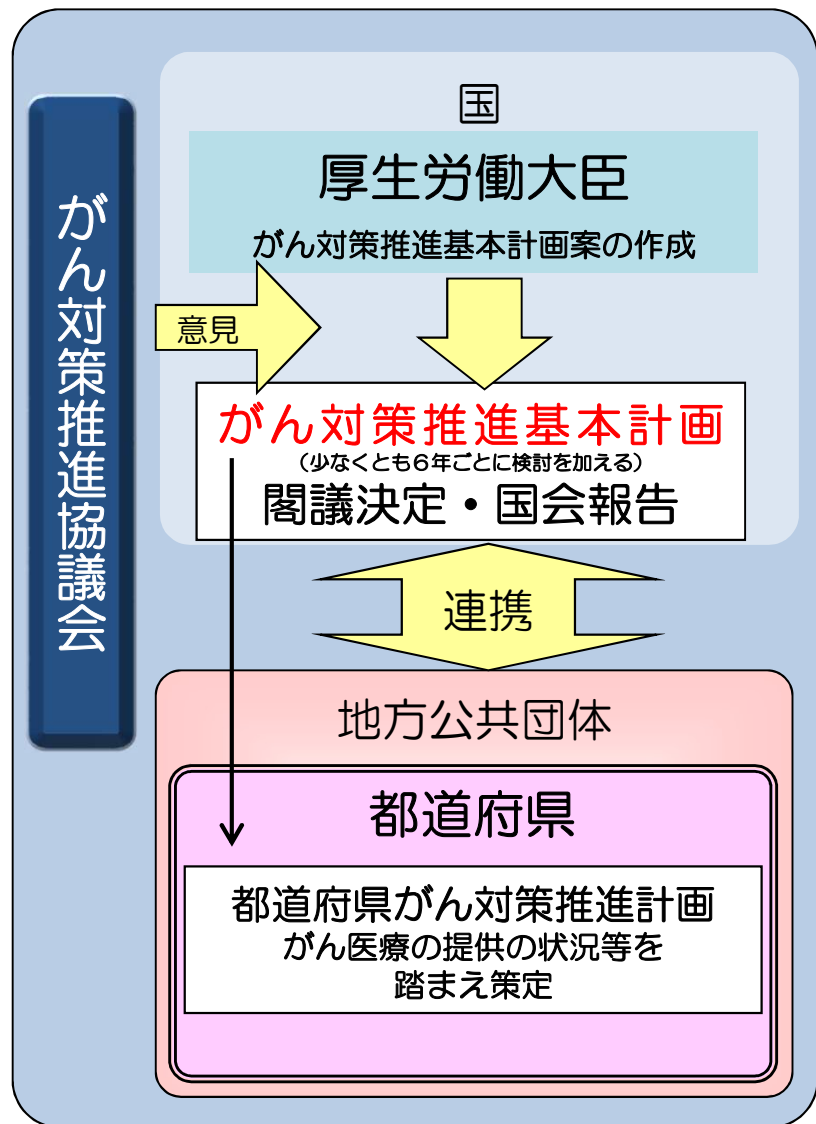 がん対策推進協議会
国
厚生労働大臣
がん対策推進基本計画案の作成
意見
がん対策推進基本計画
（少なくとも６年ごとに検討を加える）
閣議決定・国会報告
連携
地方公共団体
都道府県
都道府県がん対策推進計画
がん医療の提供の状況等を
踏まえ策定